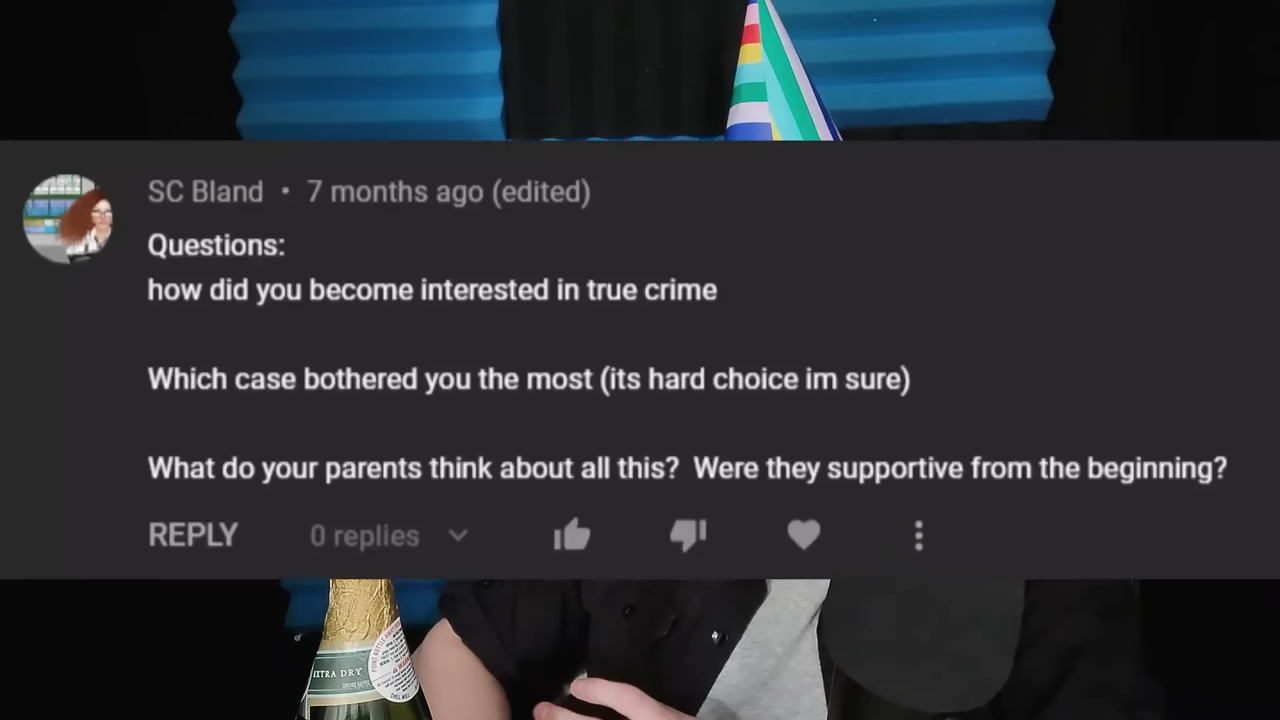 SC Bland • 7 months ago (edited)
Questions:
how did you become interested in true crime
Which case bothered you the most (its hard choice im sure)
What do your parents think about all this?  Were they supportive from the beginning?
REPLY 0 replies
EXTRA DRY